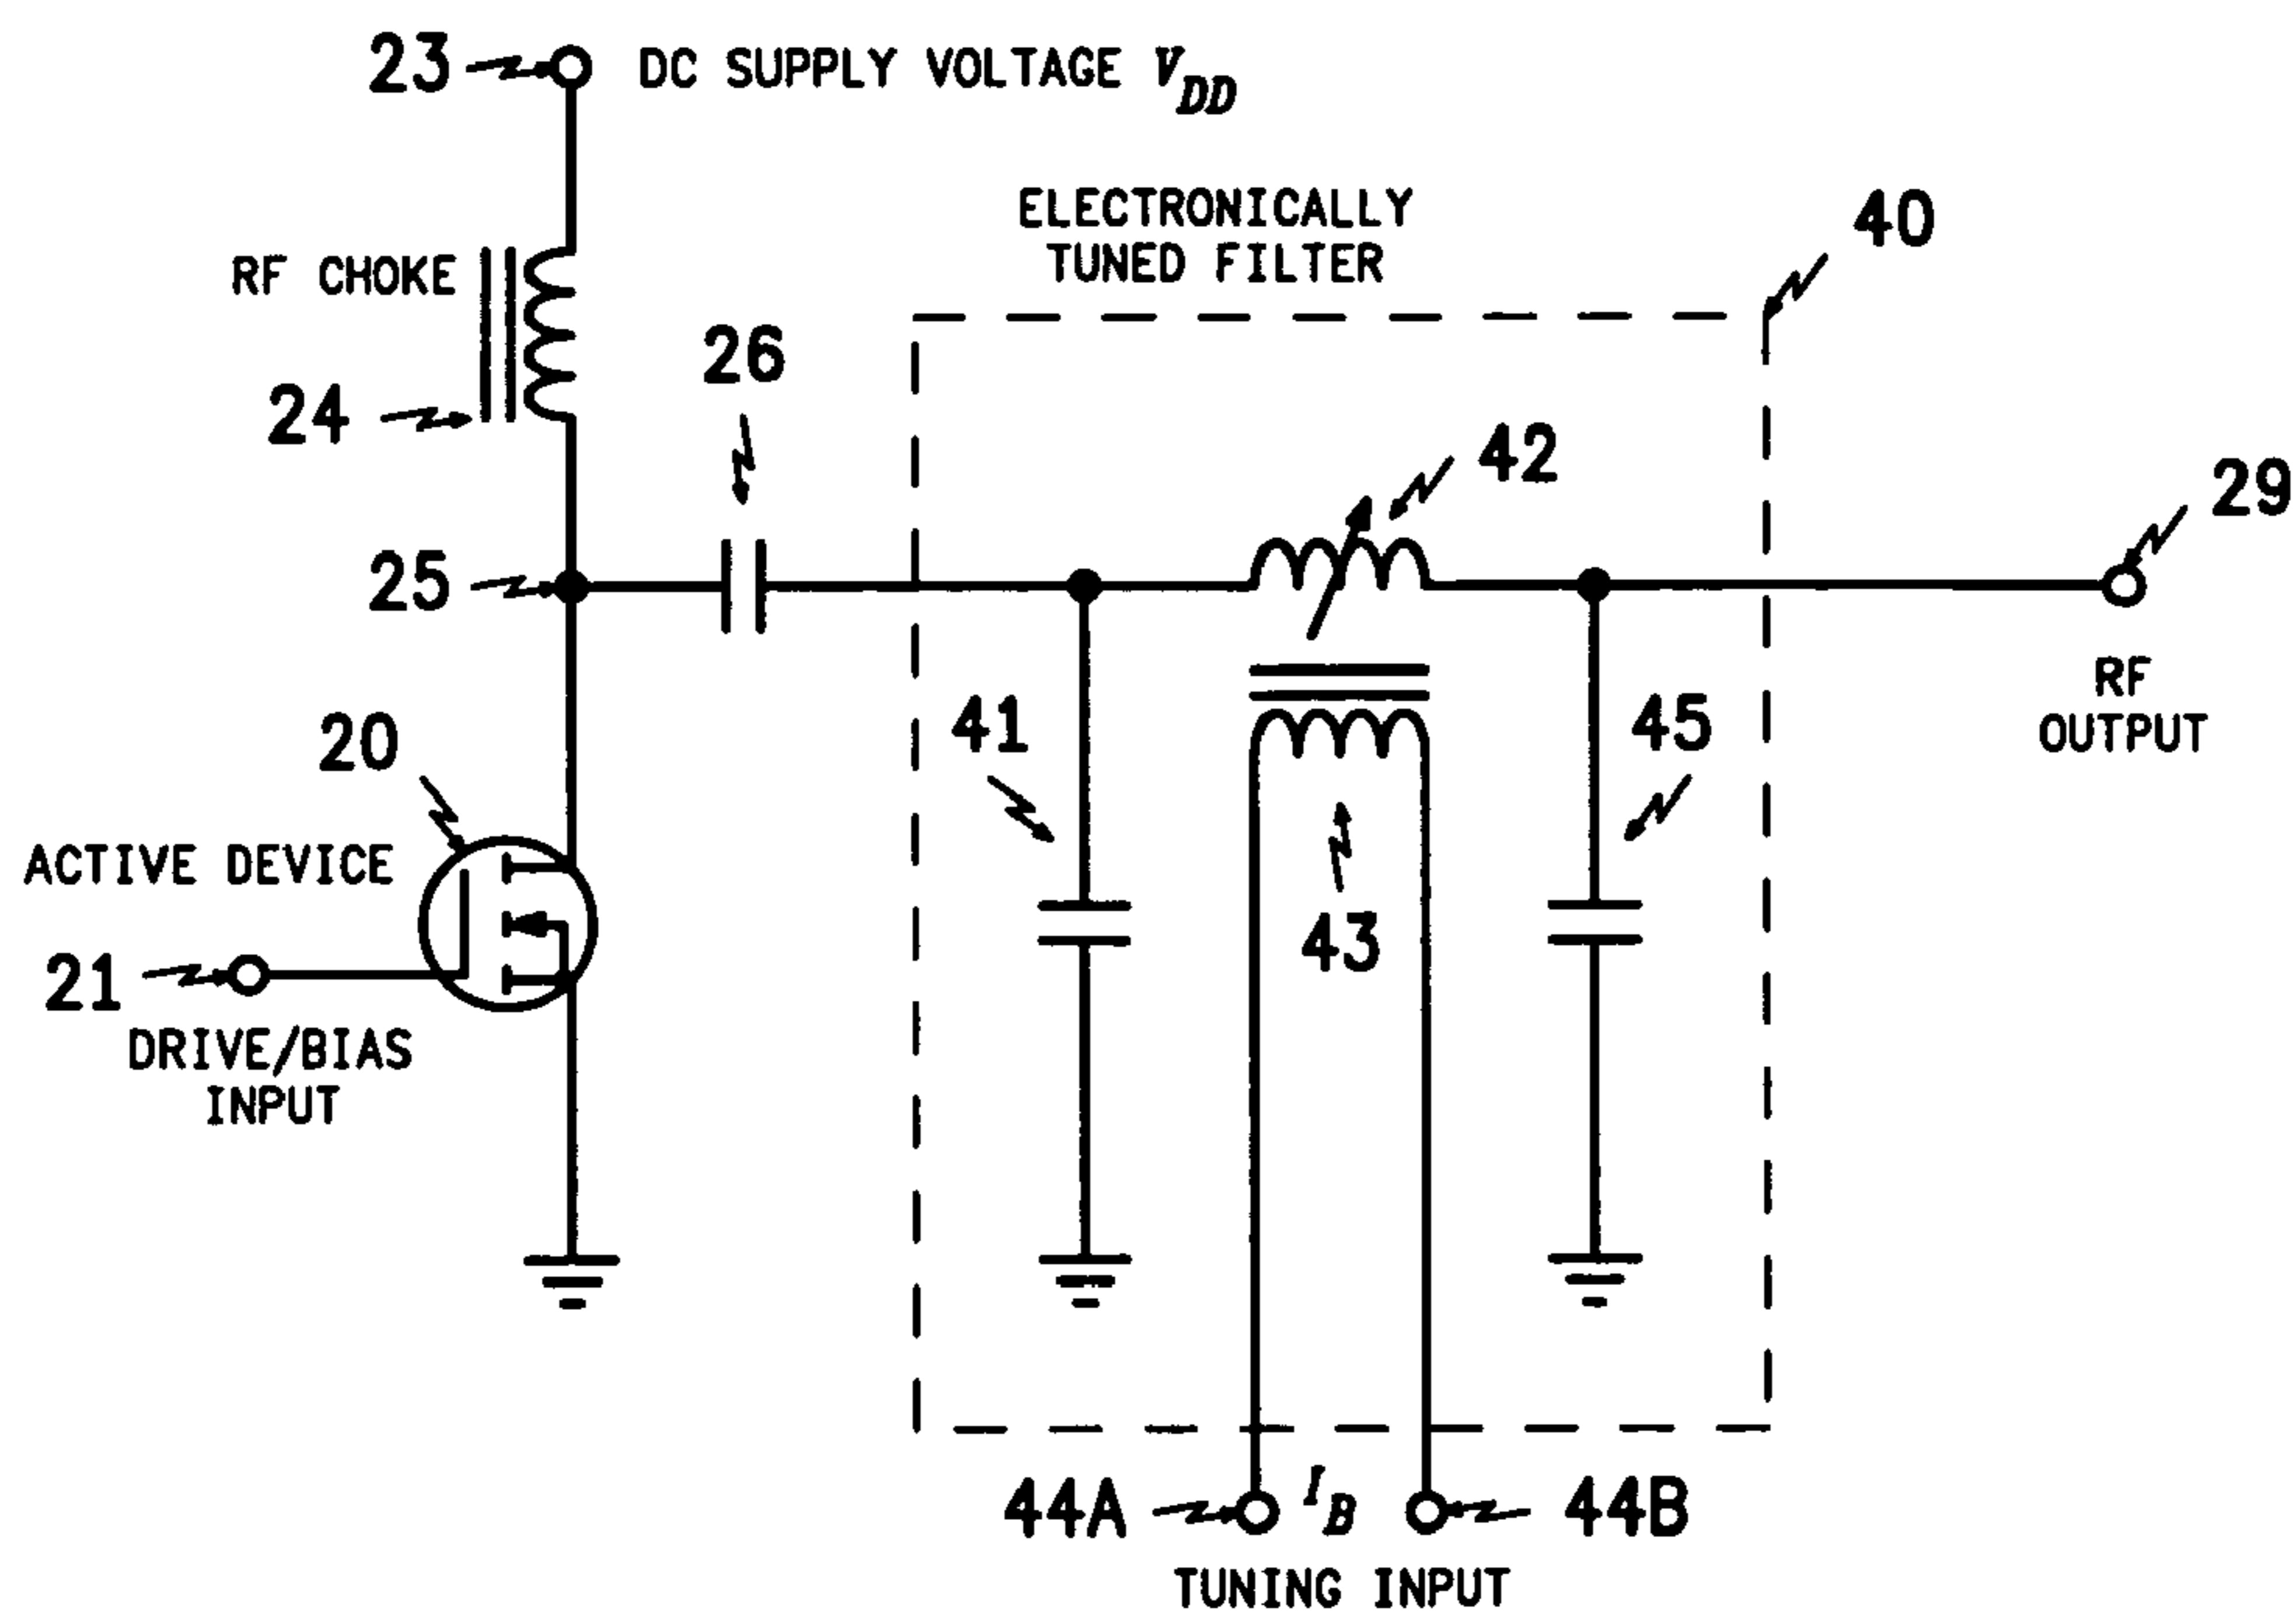 23 DC SUPPLY VOLTAGE V_DD
ELECTRONICALLY
TUNED FILTER
40
RF CHOKE
26
24
42
29
25
20
41
45
RF
OUTPUT
ACTIVE DEVICE
43
21
DRIVE/BIAS
INPUT
44A I_B 44B
TUNING INPUT